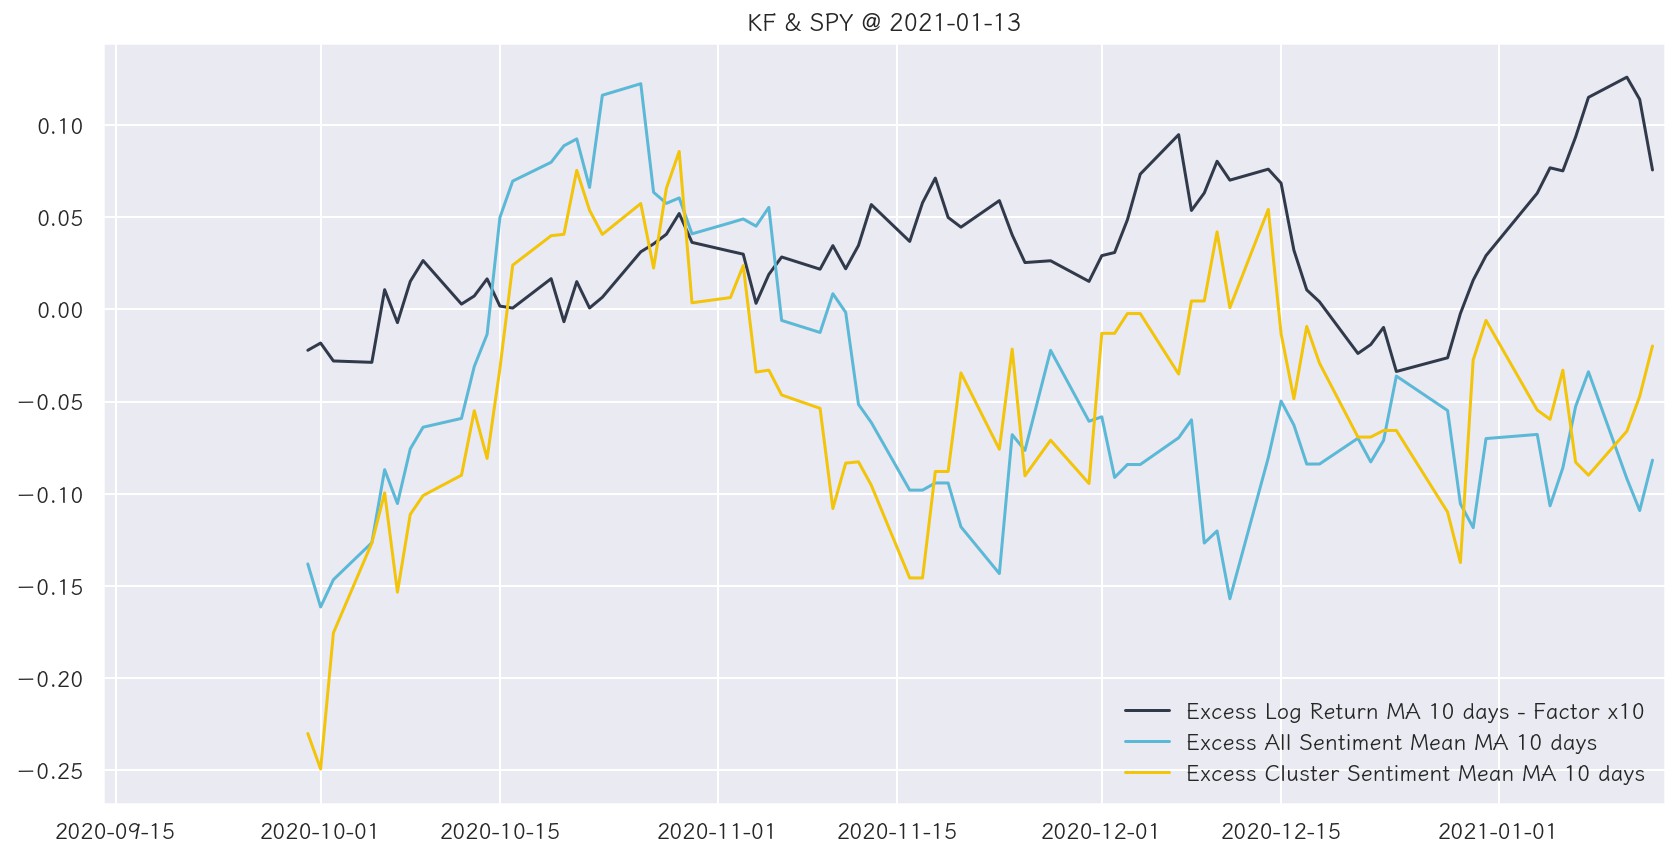 KF & SPY @ 2021-01-13
0.10
0.05
0.00
−0.05
−0.10
−0.15
−0.20
−0.25
Excess Log Return MA 10 days - Factor x10
Excess All Sentiment Mean MA 10 days
Excess Cluster Sentiment Mean MA 10 days
2020-09-15 2020-10-01 2020-10-15 2020-11-01 2020-11-15 2020-12-01 2020-12-15 2021-01-01